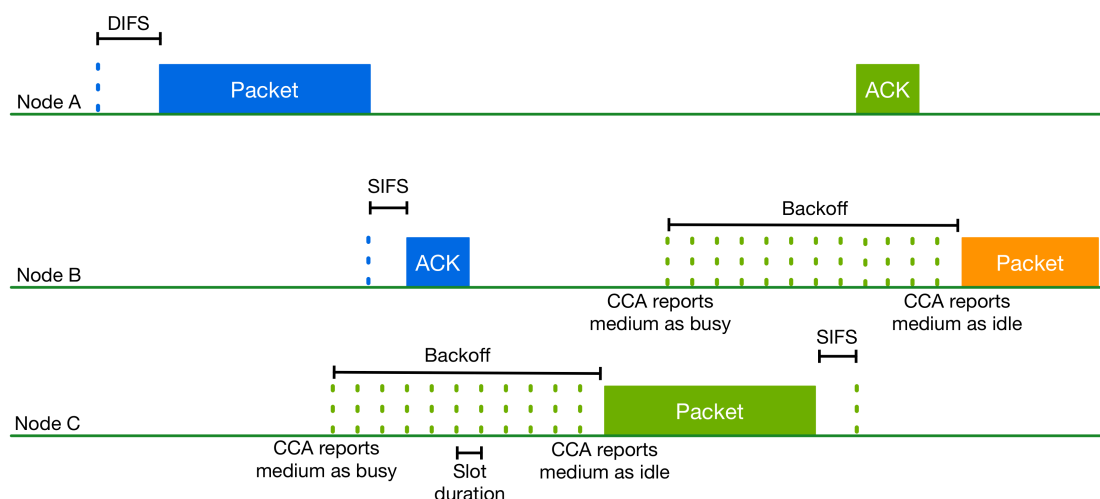 DIFS
Packet
ACK
Node A
SIFS
Backoff
ACK
Packet
Node B
CCA reports
medium as busy
CCA reports
medium as idle
SIFS
Backoff
Packet
Node C
CCA reports
medium as busy
Slot
duration
CCA reports
medium as idle